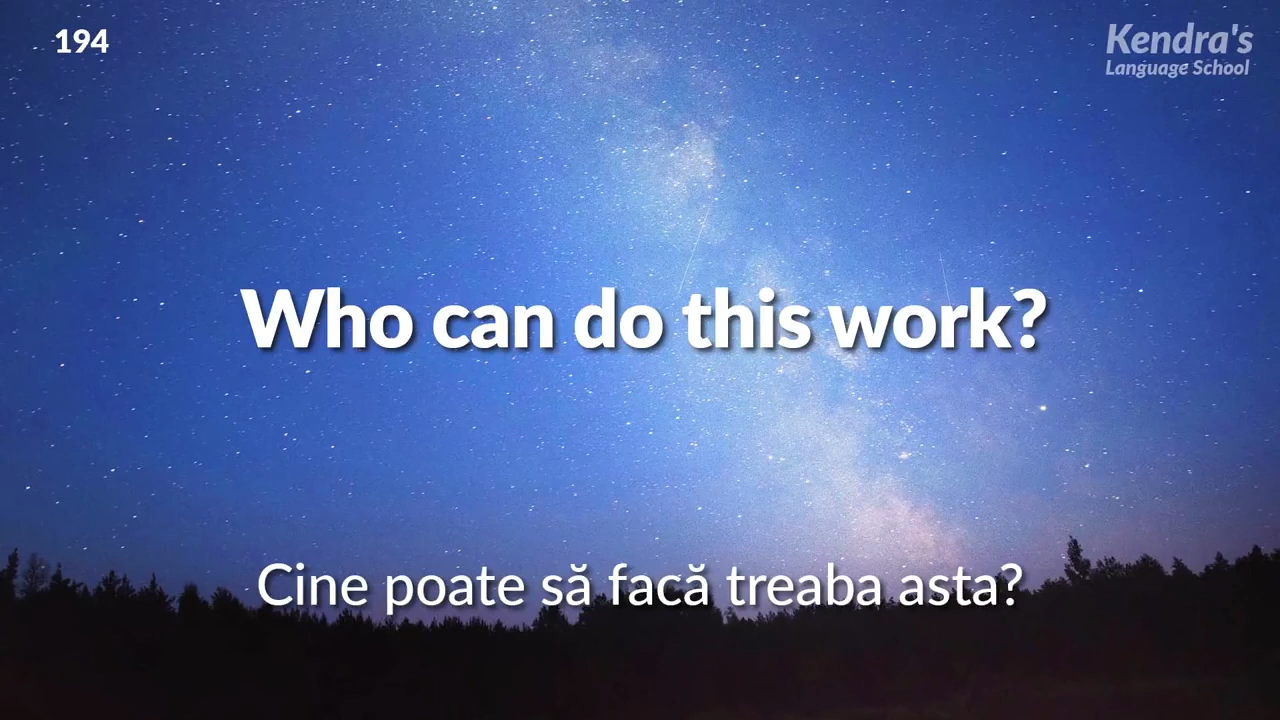 194
Kendra's
Language School
Who can do this work?
Cine poate să facă treaba asta?